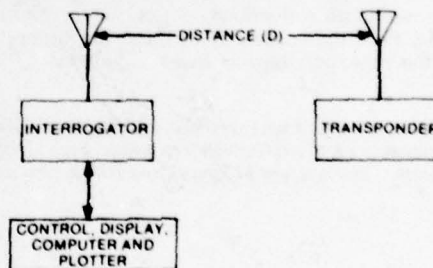 DISTANCE (D)
INTERROGATOR
TRANSPONDER
CONTROL, DISPLAY,
COMPUTER AND
PLOTTER